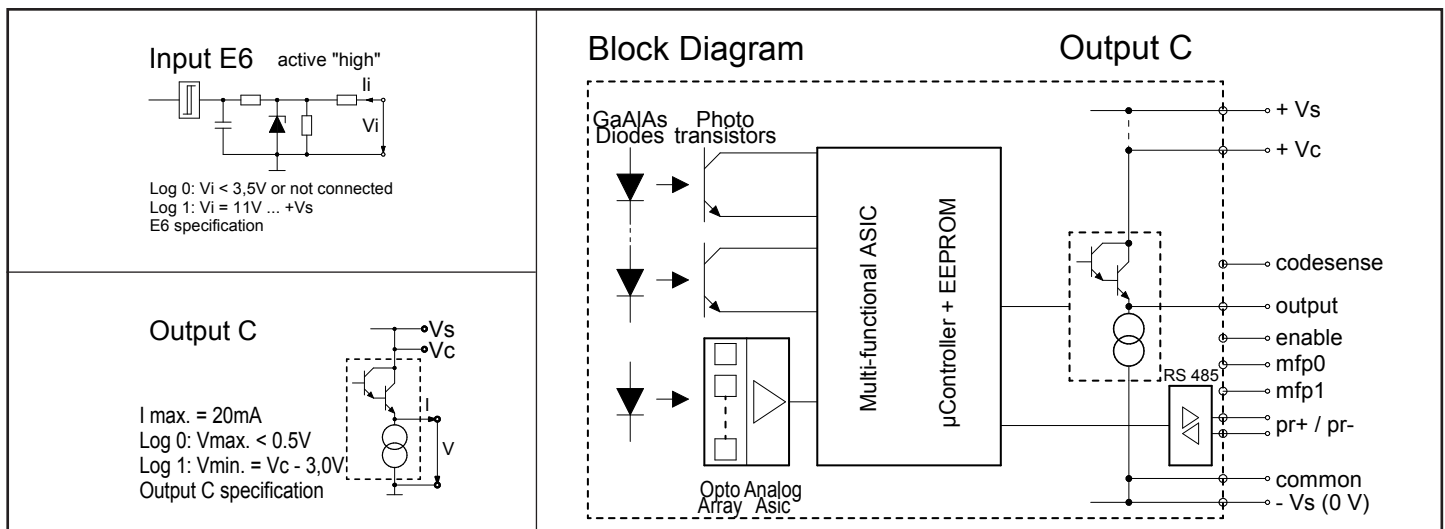 Input E6 active "high"
Ii
Vi
Log 0: Vi < 3,5V or not connected
Log 1: Vi = 11V ... +Vs
E6 specification
Output C
Vs
Vc
I
V
I max. = 20mA
Log 0: Vmax. < 0.5V
Log 1: Vmin. = Vc - 3,0V
Output C specification
Block Diagram Output C
GaAlAs
Diodes
Photo
transistors
Multi-functional ASIC
µController + EEPROM
Opto
Array
Analog
Asic
RS 485
+ Vs
+ Vc
codesense
output
enable
mfp0
mfp1
pr+ / pr-
common
- Vs (0 V)